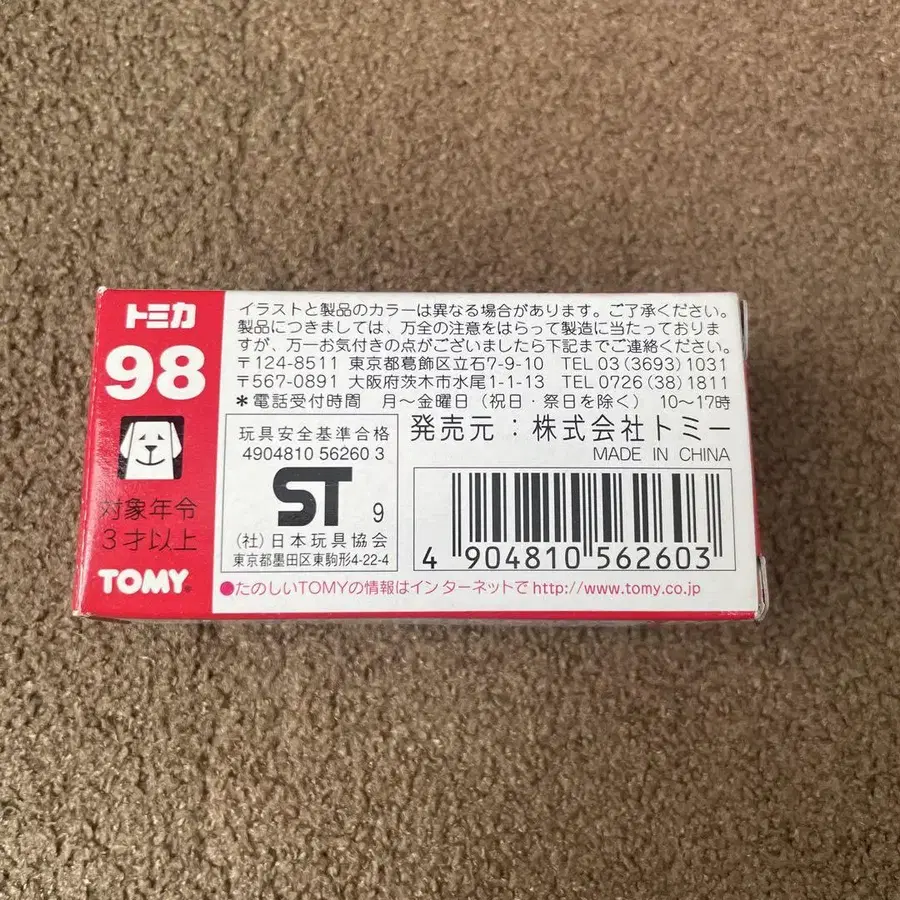 トミカ
98
対象年令
3才以上
TOMY
イラストと製品のカラーは異なる場合があります。ご了承ください。
製品につきましては、万全の注意をはらって製造に当たっておりま
すが、万一お気付きの点がございましたら下記までご連絡ください。
〒124-8511 東京都葛飾区立石7-9-10 TEL 03 (3693) 1031
〒567-0891 大阪府茨木市水尾1-1-13 TEL 0726 (38) 1811
＊電話受付時間 月〜金曜日（祝日・祭日を除く） 10〜17時
玩具安全基準合格
4904810 56260 3
ST 9
(社) 日本玩具協会
東京都墨田区東駒形4-22-4
発売元：株式会社トミー
MADE IN CHINA
4 904810 562603
●たのしいTOMYの情報はインターネットで http://www.tomy.co.jp